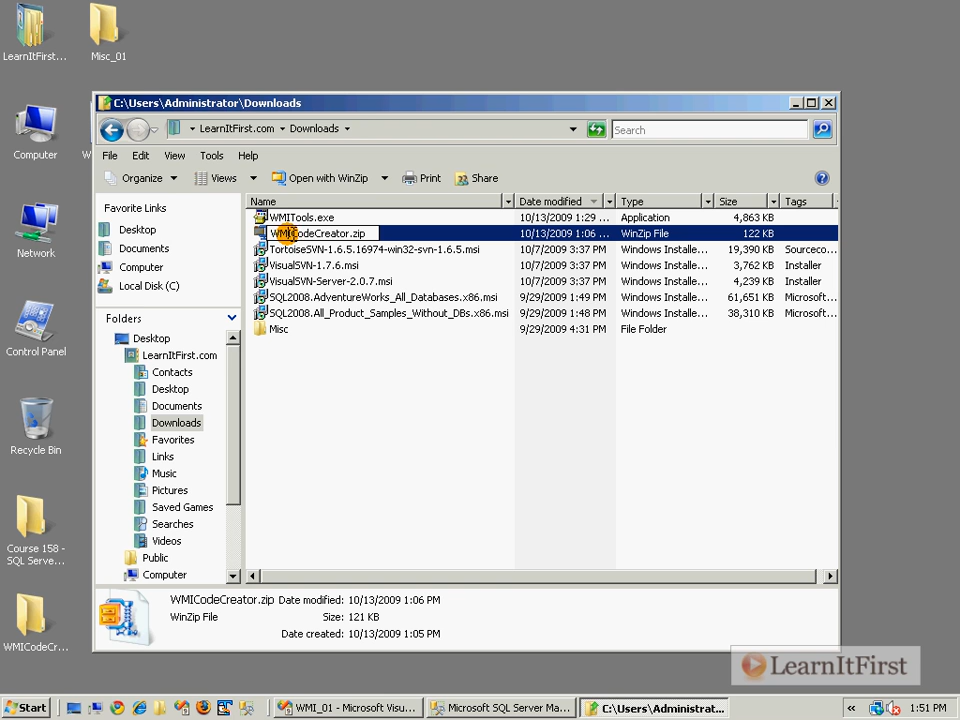 LearnItFirst...
Misc_01
Computer
Network
Control Panel
Recycle Bin
Course 158 -
SQL Serve...
WMICodeCr...
C:\Users\Administrator\Downloads
LearnItFirst.com
Downloads
Search
File Edit View Tools Help
Organize Views Open with WinZip Print Share
Favorite Links
Desktop
Documents
Computer
Local Disk (C)
Folders
Desktop
LearnItFirst.com
Contacts
Desktop
Documents
Downloads
Favorites
Links
Music
Pictures
Saved Games
Searches
Videos
Public
Computer
Name Date modified Type Size Tags
WMITools.exe 10/13/2009 1:29 ... Application 4,863 KB
WMICodeCreator.zip 10/13/2009 1:06 ... WinZip File 122 KB
TortoiseSVN-1.6.5.16974-win32-svn-1.6.5.msi 10/7/2009 3:37 PM Windows Installe... 19,390 KB Sourceco...
VisualSVN-1.7.6.msi 10/7/2009 3:37 PM Windows Installe... 3,762 KB Installer
VisualSVN-Server-2.0.7.msi 10/7/2009 3:37 PM Windows Installe... 4,239 KB Installer
SQL2008.AdventureWorks_All_Databases.x86.msi 9/29/2009 1:49 PM Windows Installe... 61,651 KB Microsoft...
SQL2008.All_Product_Samples_Without_DBs.x86.msi 9/29/2009 1:48 PM Windows Installe... 38,310 KB Microsoft...
Misc 9/29/2009 4:31 PM File Folder
WMICodeCreator.zip Date modified: 10/13/2009 1:06 PM
WinZip File Size: 121 KB
Date created: 10/13/2009 1:05 PM
LearnItFirst
Start
WMI_01 - Microsoft Visu...
Microsoft SQL Server Ma...
C:\Users\Administrat...
1:51 PM